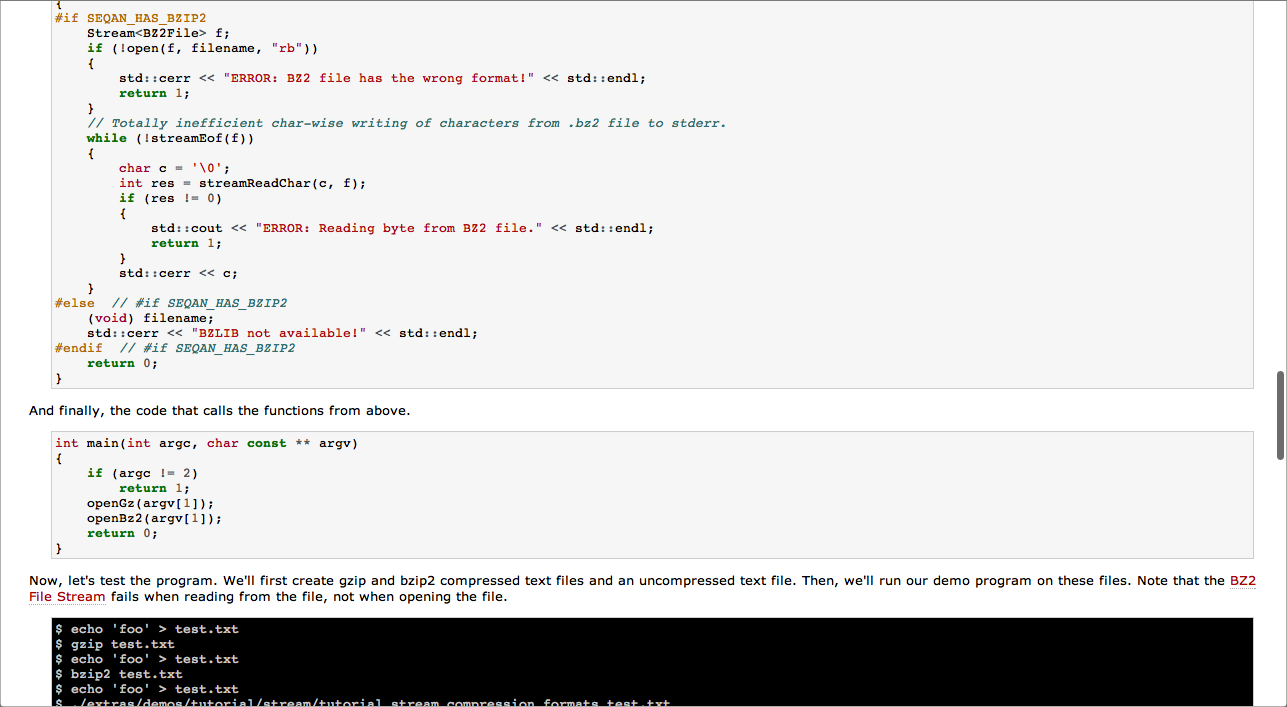 {
#if SEQAN_HAS_BZIP2
    Stream<BZ2File> f;
    if (!open(f, filename, "rb"))
    {
        std::cerr << "ERROR: BZ2 file has the wrong format!" << std::endl;
        return 1;
    }
    // Totally inefficient char-wise writing of characters from .bz2 file to stderr.
    while (!streamEof(f))
    {
        char c = '\0';
        int res = streamReadChar(c, f);
        if (res != 0)
        {
            std::cout << "ERROR: Reading byte from BZ2 file." << std::endl;
            return 1;
        }
        std::cerr << c;
    }
#else  // #if SEQAN_HAS_BZIP2
    (void) filename;
    std::cerr << "BZLIB not available!" << std::endl;
#endif  // #if SEQAN_HAS_BZIP2
    return 0;
}
And finally, the code that calls the functions from above.
int main(int argc, char const ** argv)
{
    if (argc != 2)
        return 1;
    openGz(argv[1]);
    openBz2(argv[1]);
    return 0;
}
Now, let's test the program. We'll first create gzip and bzip2 compressed text files and an uncompressed text file. Then, we'll run our demo program on these files. Note that the BZ2
File Stream fails when reading from the file, not when opening the file.
$ echo 'foo' > test.txt
$ gzip test.txt
$ echo 'foo' > test.txt
$ bzip2 test.txt
$ echo 'foo' > test.txt
$ ./extras/demos/tutorial/stream/tutorial_stream_compression_formats test.txt